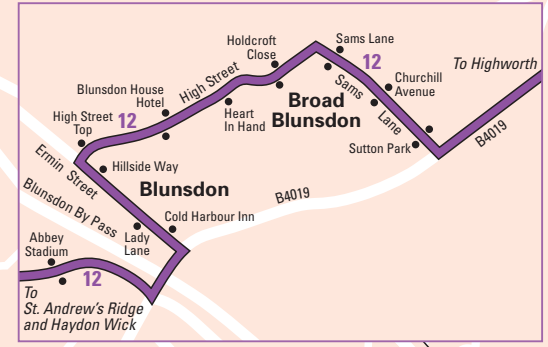 Holdcroft
Close
Sams Lane
12
To Highworth
Blunsdon House
Hotel
High Street
Churchill
Avenue
Sams
Lane
High Street
Top
12
Heart
In Hand
Broad
Blunsdon
Sutton Park
B4019
Ermin Street
Hillside Way
Blunsdon
Blunsdon By Pass
B4019
Cold Harbour Inn
Abbey
Stadium
Lady
Lane
12
To
St. Andrew's Ridge
and Haydon Wick